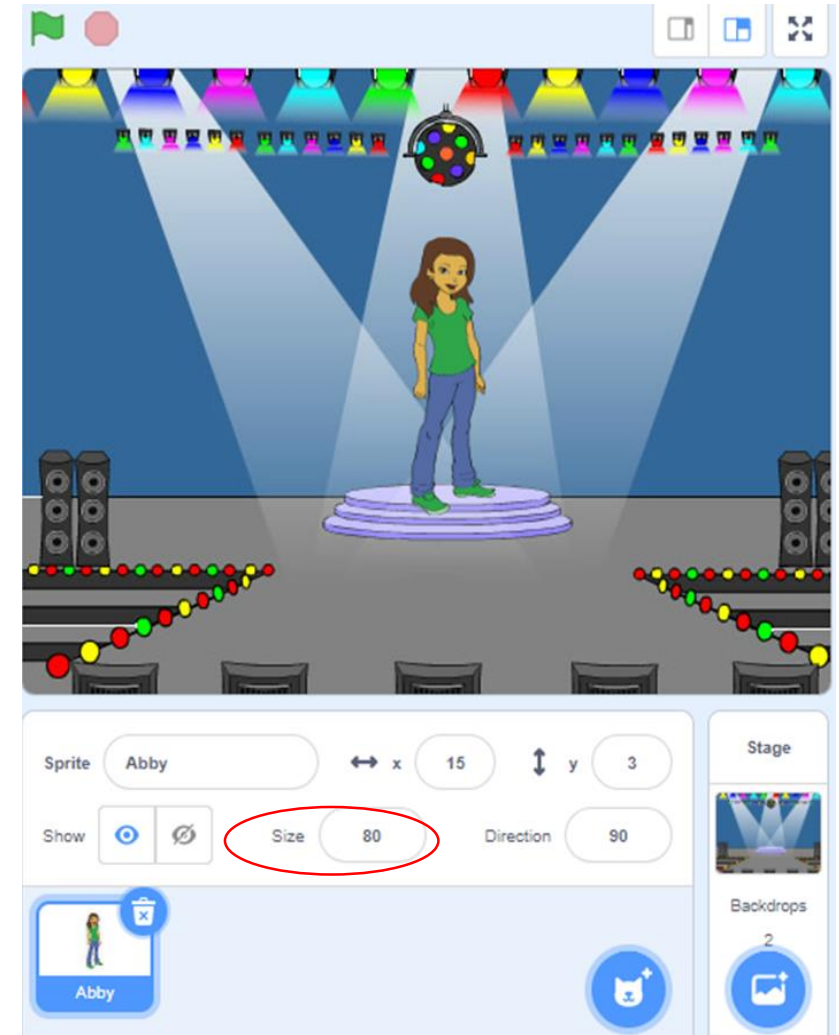 Sprite Abby x 15 y 3
Stage
Show Size 80 Direction 90
Backdrops
2
Abby